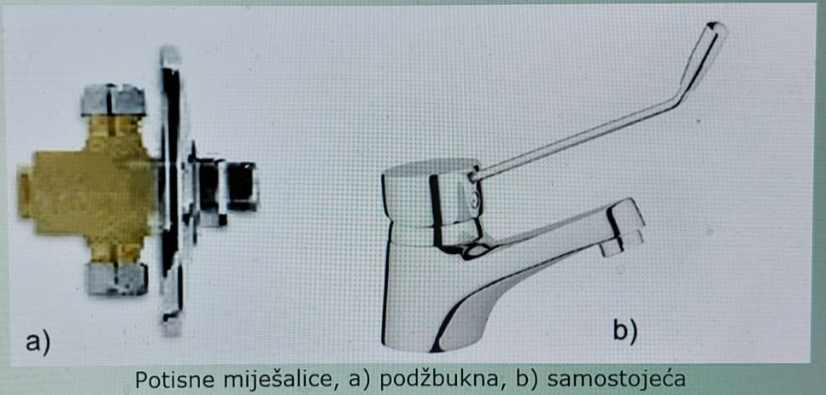 a)
b)
Potisne miješalice, a) podžbukna, b) samostojeća